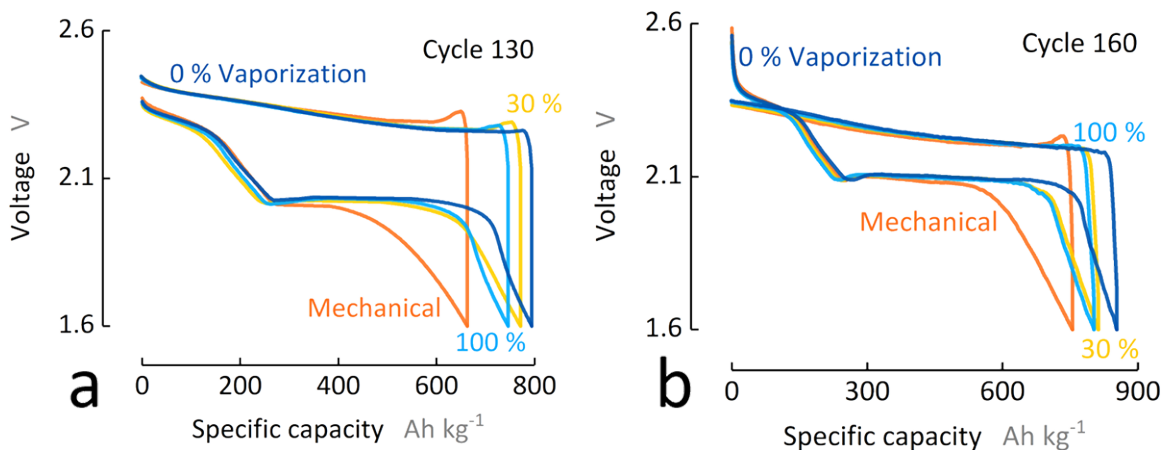 2.6
2.1
1.6
Voltage V
Cycle 130
0 % Vaporization
30 %
Mechanical
100 %
0 200 400 600 800
a
Specific capacity Ah kg⁻¹
2.6
2.1
1.6
Voltage V
Cycle 160
0 % Vaporization
100 %
Mechanical
30 %
0 300 600 900
b
Specific capacity Ah kg⁻¹